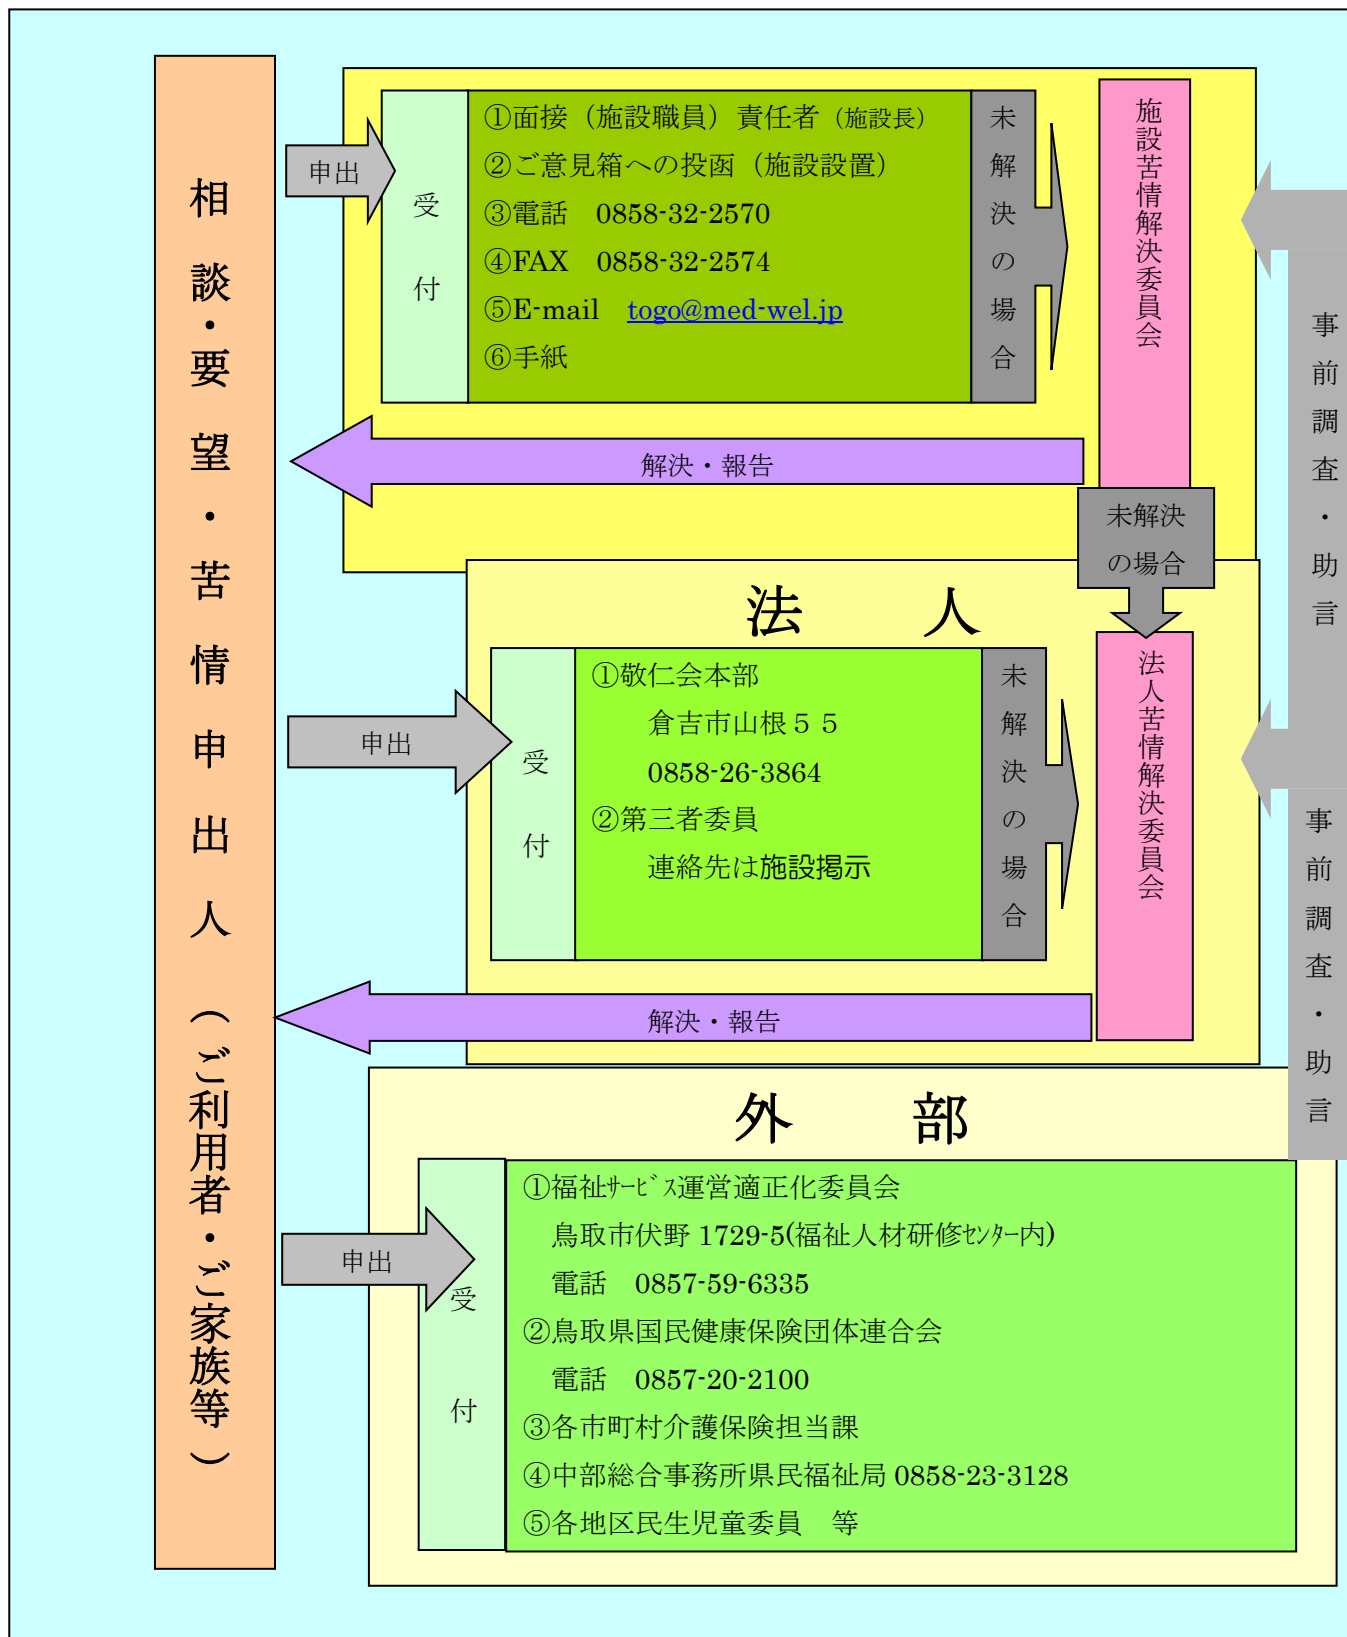 相談・要望・苦情申出人（ご利用者・ご家族等）
申出
受付
①面接（施設職員）責任者（施設長）
②ご意見箱への投函（施設設置）
③電話　0858-32-2570
④FAX　0858-32-2574
⑤E-mail　togo@med-wel.jp
⑥手紙
未解決の場合
施設苦情解決委員会
解決・報告
未解決
の場合
事前調査・助言
法　人
申出
受付
①敬仁会本部
倉吉市山根５５
0858-26-3864
②第三者委員
連絡先は施設掲示
未解決の場合
法人苦情解決委員会
解決・報告
事前調査・助言
外　部
申出
受付
①福祉ｻｰﾋﾞｽ運営適正化委員会
鳥取市伏野 1729-5(福祉人材研修ｾﾝﾀｰ内)
電話　0857-59-6335
②鳥取県国民健康保険団体連合会
電話　0857-20-2100
③各市町村介護保険担当課
④中部総合事務所県民福祉局 0858-23-3128
⑤各地区民生児童委員　等